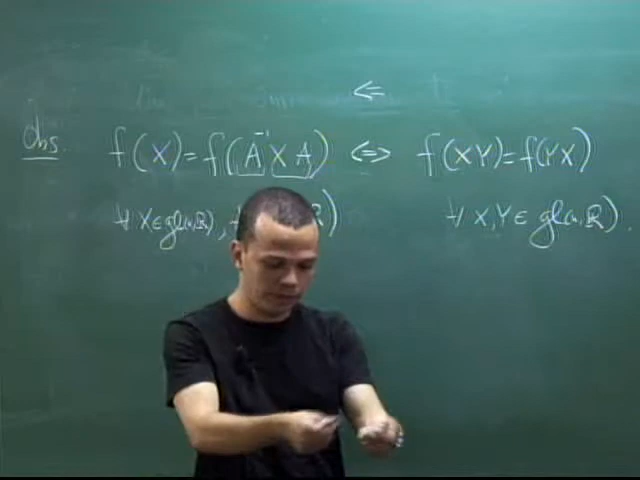 ⇐
Obs. f(X) = f(A⁻¹XA) ⇔ f(XY) = f(YX)
∀ X ∈ gl(n,ℝ), ℝ) ∀ X,Y ∈ gl(n,ℝ).